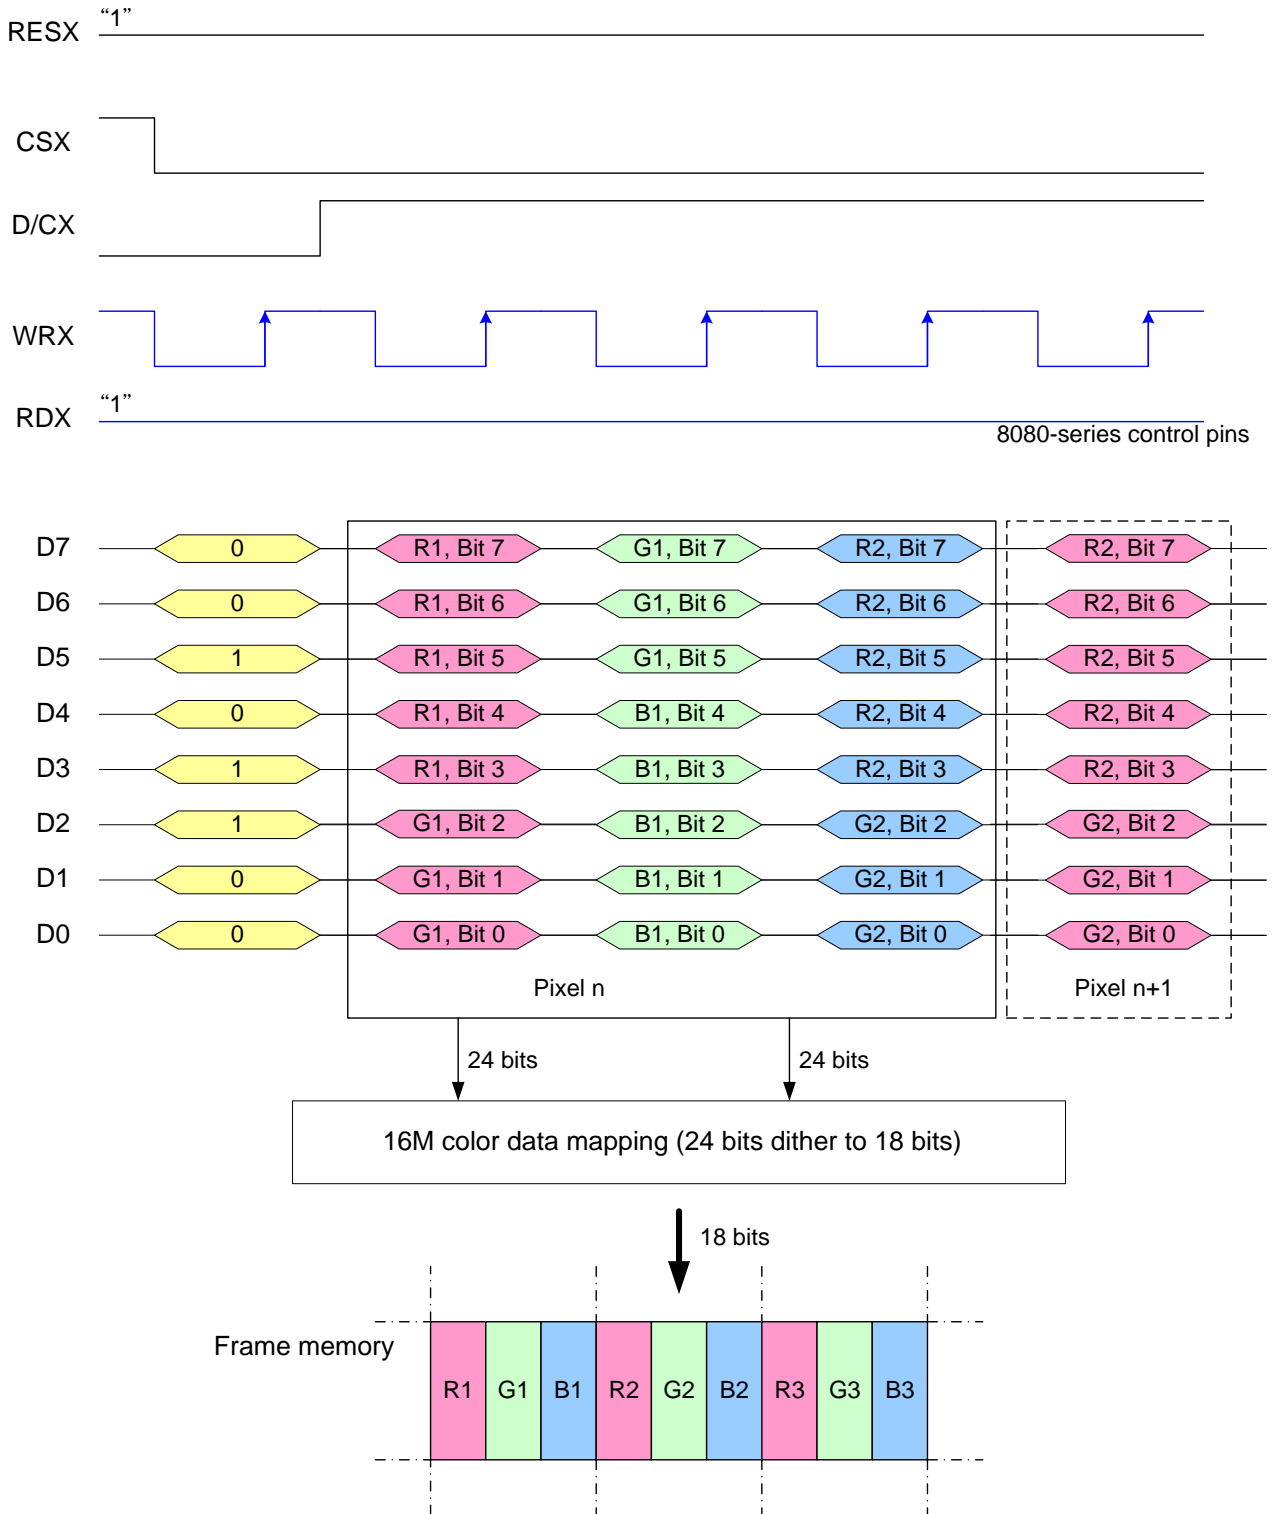 “1”
RESX
CSX
D/CX
WRX
“1”
RDX
8080-series control pins
D7 0 R1, Bit 7 G1, Bit 7 R2, Bit 7 R2, Bit 7
D6 0 R1, Bit 6 G1, Bit 6 R2, Bit 6 R2, Bit 6
D5 1 R1, Bit 5 G1, Bit 5 R2, Bit 5 R2, Bit 5
D4 0 R1, Bit 4 B1, Bit 4 R2, Bit 4 R2, Bit 4
D3 1 R1, Bit 3 B1, Bit 3 R2, Bit 3 R2, Bit 3
D2 1 G1, Bit 2 B1, Bit 2 G2, Bit 2 G2, Bit 2
D1 0 G1, Bit 1 B1, Bit 1 G2, Bit 1 G2, Bit 1
D0 0 G1, Bit 0 B1, Bit 0 G2, Bit 0 G2, Bit 0
Pixel n Pixel n+1
24 bits 24 bits
16M color data mapping (24 bits dither to 18 bits)
18 bits
Frame memory
R1 G1 B1 R2 G2 B2 R3 G3 B3